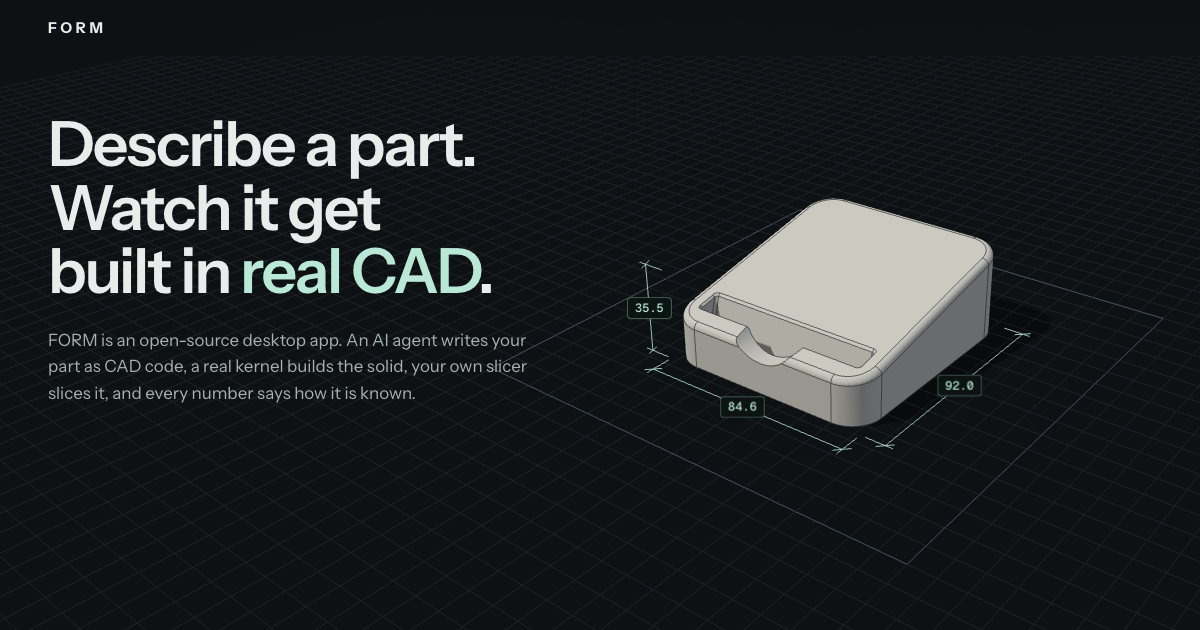 FORM
Describe a part.
Watch it get
built in real CAD.
FORM is an open-source desktop app. An AI agent writes your
part as CAD code, a real kernel builds the solid, your own slicer
slices it, and every number says how it is known.
35.5
84.6
92.0